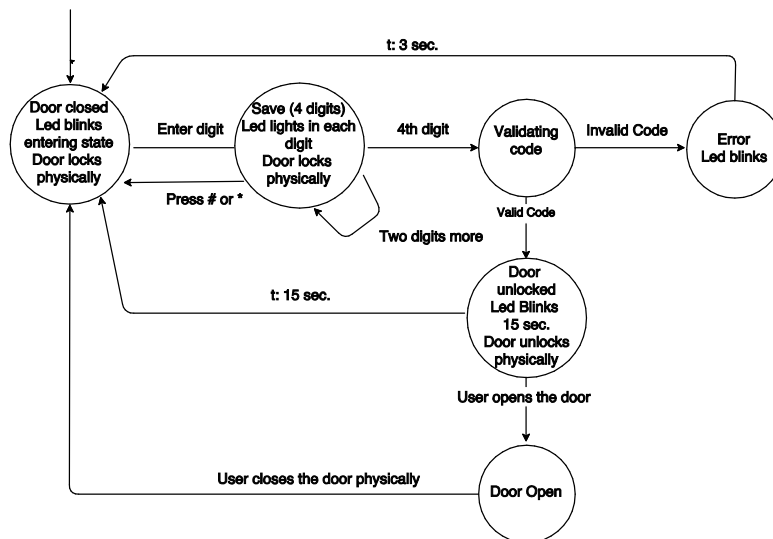 t: 3 sec.
Door closed
Led blinks
entering state
Door locks
physically
Enter digit
Save (4 digits)
Led lights in each
digit
Door locks
physically
4th digit
Validating
code
Invalid Code
Error
Led blinks
Press # or *
Two digits more
Valid Code
Door
unlocked
Led Blinks
15 sec.
Door unlocks
physically
t: 15 sec.
User opens the door
Door Open
User closes the door physically